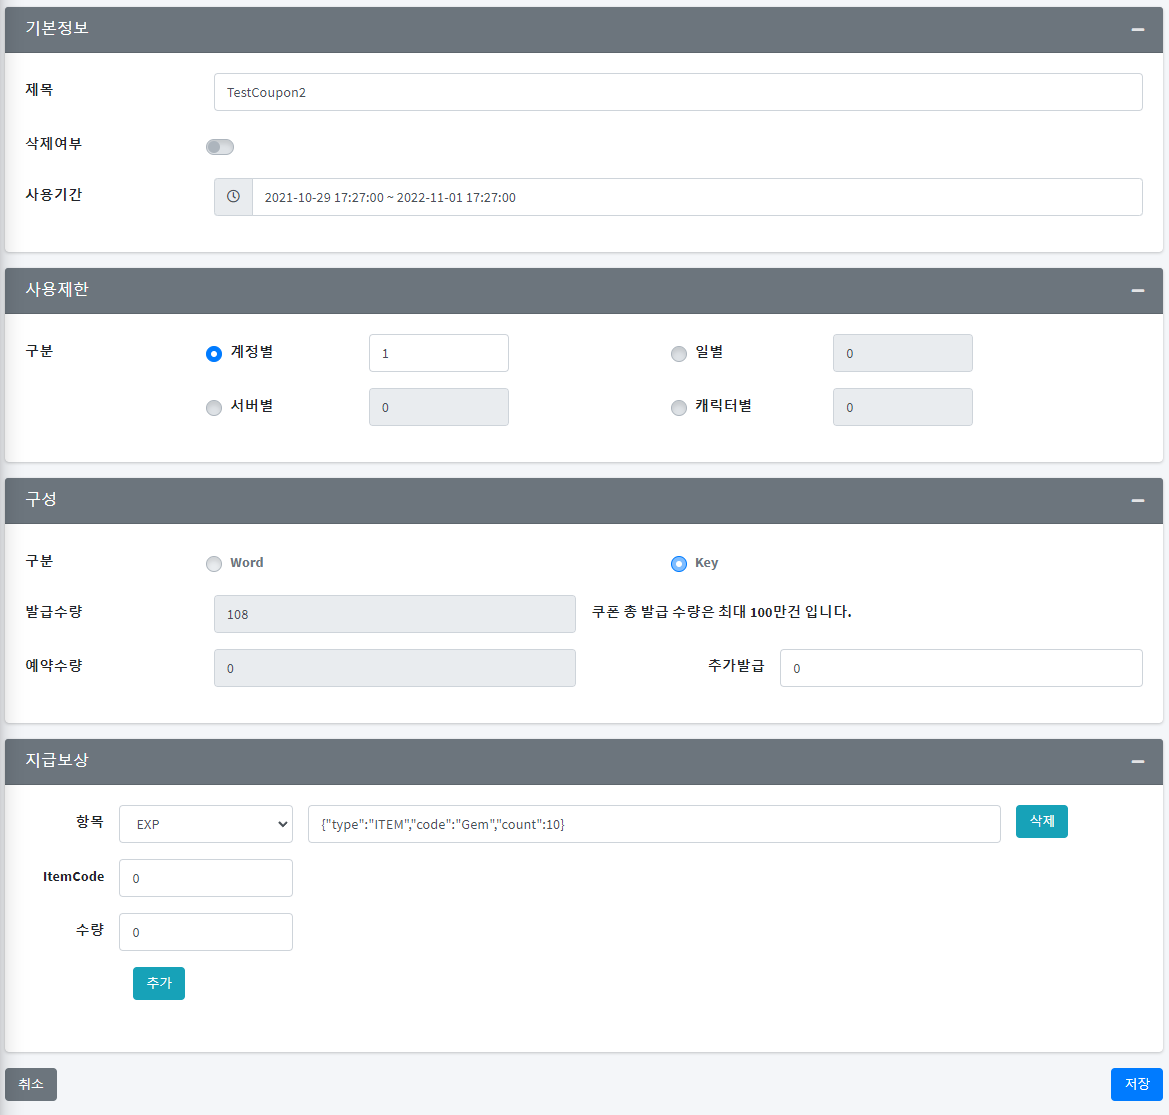 기본정보
제목
TestCoupon2
삭제여부
사용기간
2021-10-29 17:27:00 ~ 2022-11-01 17:27:00
사용제한
구분
계정별
1
일별
0
서버별
0
캐릭터별
0
구성
구분
Word
Key
발급수량
108
쿠폰 총 발급 수량은 최대 100만건 입니다.
예약수량
0
추가발급
0
지급보상
항목
EXP
{"type":"ITEM","code":"Gem","count":10}
삭제
ItemCode
0
수량
0
추가
취소
저장